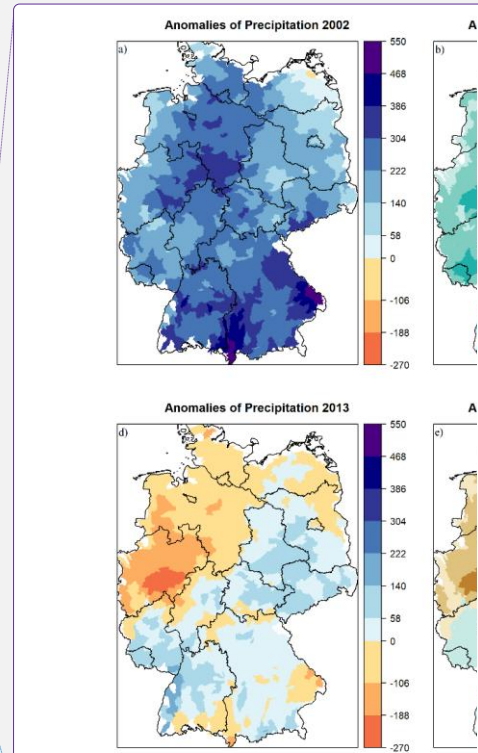 Anomalies of Precipitation 2002
A
a)
550
468
386
304
222
140
58
0
-106
-188
-270
b)
Anomalies of Precipitation 2013
A
d)
550
468
386
304
222
140
58
0
-106
-188
-270
e)